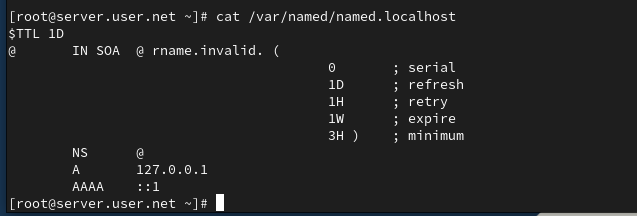 [root@server.user.net ~]# cat /var/named/named.localhost
$TTL 1D
@       IN SOA  @ rname.invalid. (
                                        0       ; serial
                                        1D      ; refresh
                                        1H      ; retry
                                        1W      ; expire
                                        3H )    ; minimum
        NS      @
        A       127.0.0.1
        AAAA    ::1
[root@server.user.net ~]#